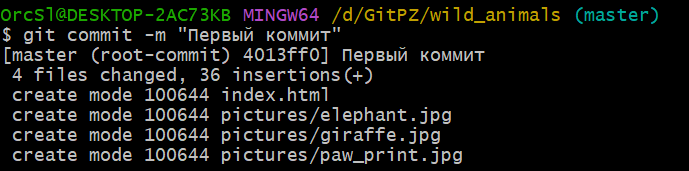 OrcSl@DESKTOP-2AC73KB MINGW64 /d/GitPZ/wild_animals (master)
$ git commit -m "Первый коммит"
[master (root-commit) 4013ff0] Первый коммит
 4 files changed, 36 insertions(+)
 create mode 100644 index.html
 create mode 100644 pictures/elephant.jpg
 create mode 100644 pictures/giraffe.jpg
 create mode 100644 pictures/paw_print.jpg